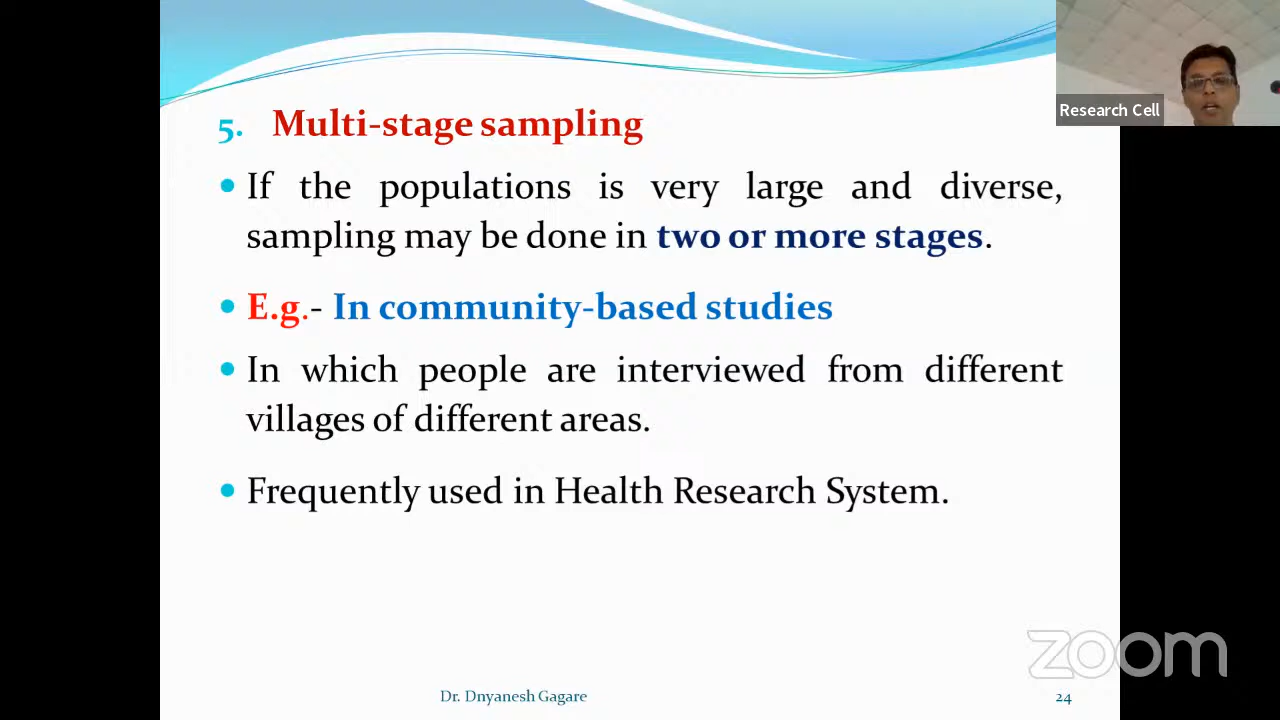 Research Cell
5. Multi-stage sampling
• If the populations is very large and diverse,
sampling may be done in two or more stages.
• E.g.- In community-based studies
• In which people are interviewed from different
villages of different areas.
• Frequently used in Health Research System.
zoom
Dr. Dnyanesh Gagare
24